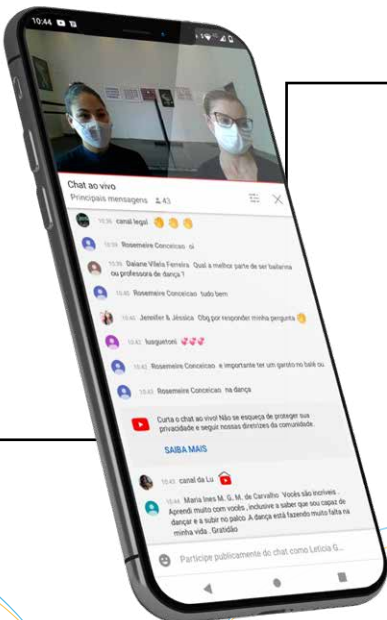 10:44
Chat ao vivo
Principais mensagens 43
10:36 canal legal
10:39 Rosemeire Conceicao oi
10:39 Daiane Vilela Ferreira Qual a melhor parte de ser bailarina
ou professora de dança ?
10:40 Rosemeire Conceicao tudo bem
10:40 Jennifer & Jéssica Obg por responder minha pergunta
10:42 lusquetoni
10:42 Rosemeire Conceicao e importante ter um garoto no balé ou
10:43 Rosemeire Conceicao na dança
Curta o chat ao vivo! Não se esqueça de proteger sua
privacidade e seguir nossas diretrizes da comunidade.
SAIBA MAIS
10:43 canal da Lu
10:44 Maria Ines M. G. M. de Carvalho Vocês são incríveis .
Aprendi muito com vocês , inclusive a saber que sou capaz de
dançar e a subir no palco .A dança está fazendo muito falta na
minha vida . Gratidão
Participe publicamente do chat como Leticia G...